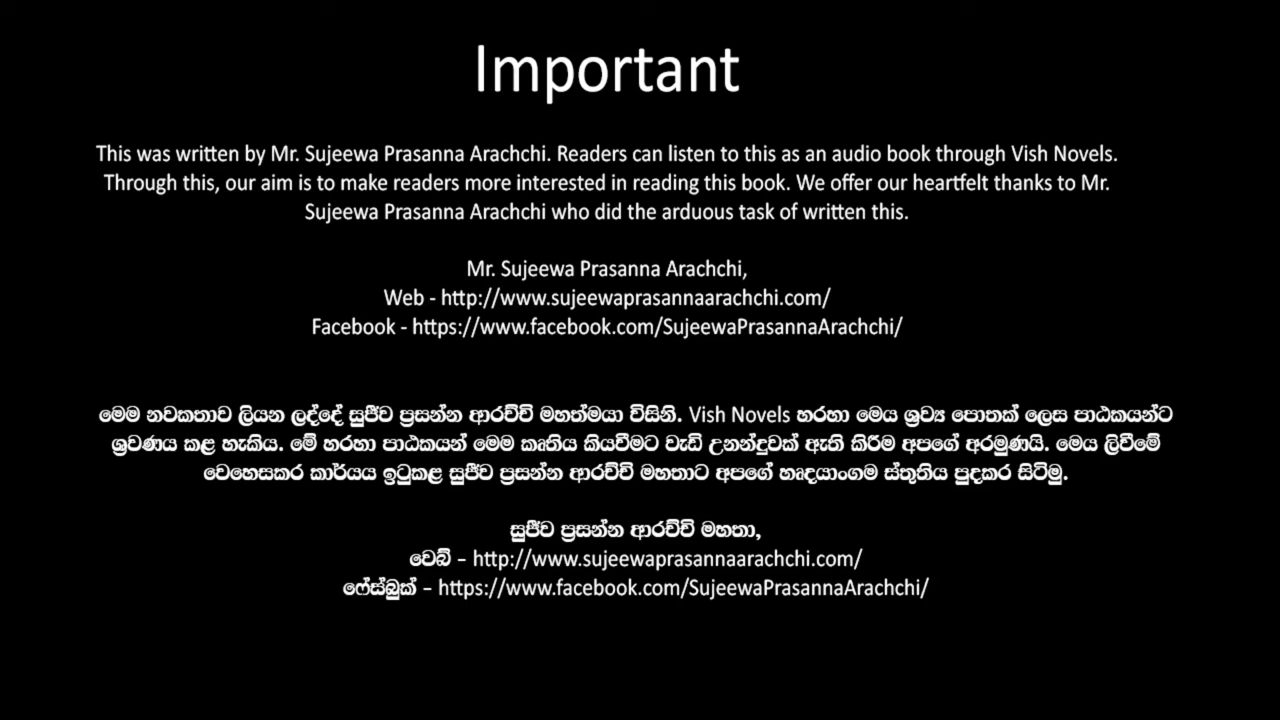 Important
This was written by Mr. Sujeewa Prasanna Arachchi. Readers can listen to this as an audio book through Vish Novels.
Through this, our aim is to make readers more interested in reading this book. We offer our heartfelt thanks to Mr.
Sujeewa Prasanna Arachchi who did the arduous task of written this.
Mr. Sujeewa Prasanna Arachchi,
Web - http://www.sujeewaprasannaarachchi.com/
Facebook - https://www.facebook.com/SujeewaPrasannaArachchi/
මෙම නවකතාව ලියන ලද්දේ සුජීව ප්‍රසන්න ආරච්චි මහත්මයා විසිනි. Vish Novels හරහා මෙය ශ්‍රව්‍ය පොතක් ලෙස පාඨකයන්ට
ශ්‍රවණය කළ හැකිය. මේ හරහා පාඨකයන් මෙම කෘතිය කියවීමට වැඩි උනන්දුවක් ඇති කිරීම අපගේ අරමුණයි. මෙය ලිවීමේ
වෙහෙසකර කාර්යය ඉටුකළ සුජීව ප්‍රසන්න ආරච්චි මහතාට අපගේ හෘදයාංගම ස්තූතිය පුදකර සිටිමු.
සුජීව ප්‍රසන්න ආරච්චි මහතා,
වෙබ් – http://www.sujeewaprasannaarachchi.com/
ෆේස්බුක් – https://www.facebook.com/SujeewaPrasannaArachchi/